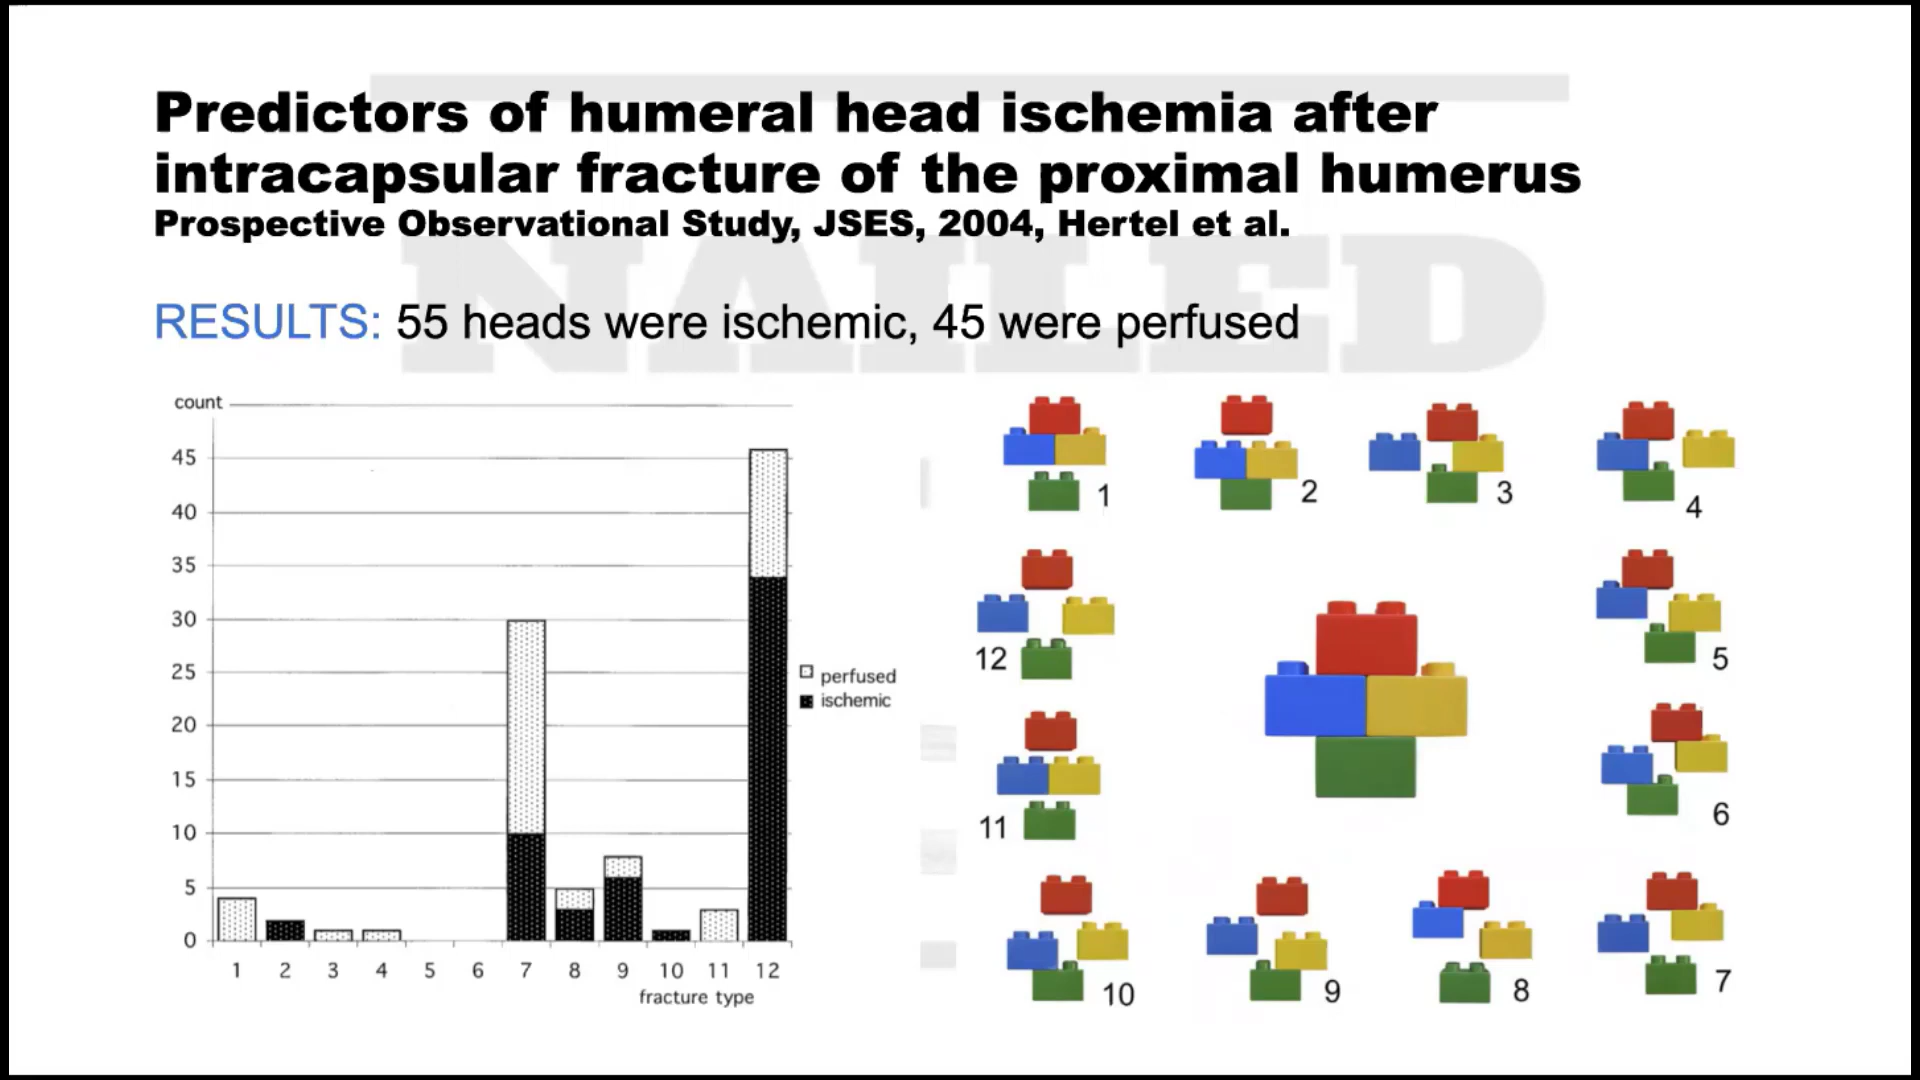 Predictors of humeral head ischemia after
intracapsular fracture of the proximal humerus
Prospective Observational Study, JSES, 2004, Hertel et al.
NAILED
RESULTS: 55 heads were ischemic, 45 were perfused
count
45
40
35
30
25
20
15
10
5
0
1 2 3 4 5 6 7 8 9 10 11 12
fracture type
perfused
ischemic
1
2
3
4
12
5
11
6
10
9
8
7